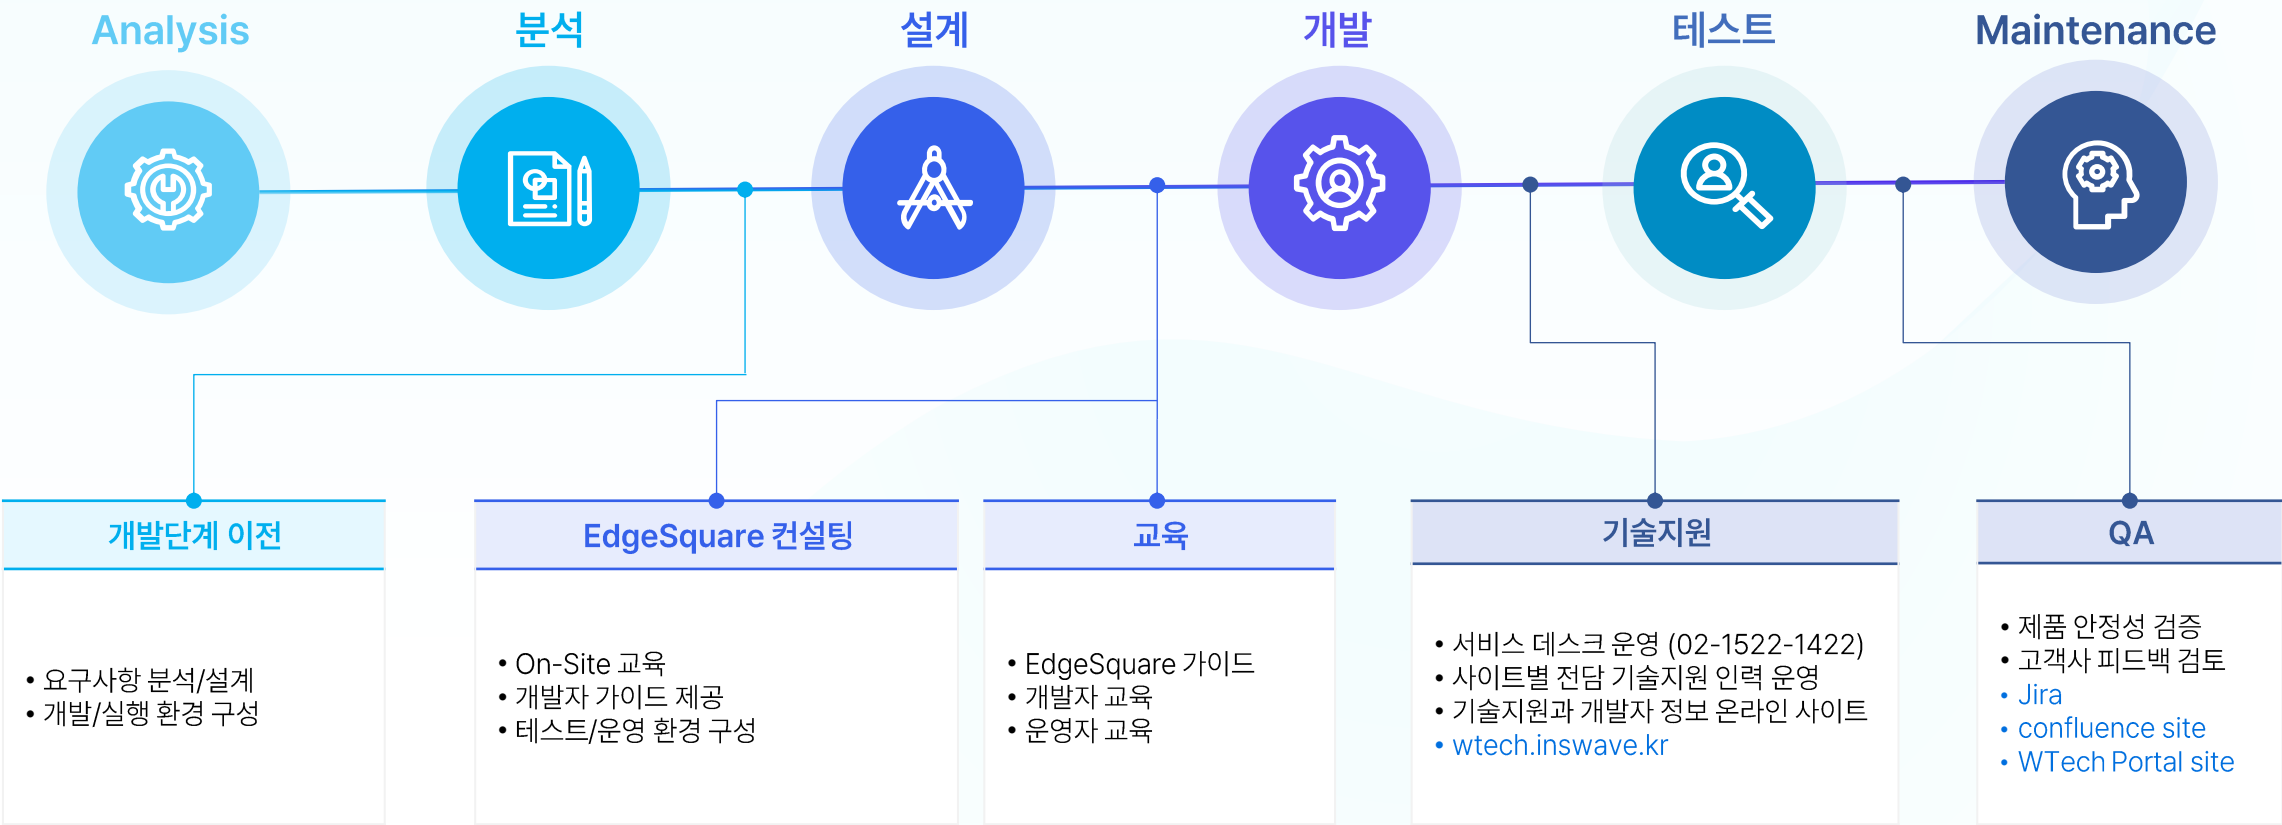 Analysis
분석
설계
개발
테스트
Maintenance
개발단계 이전
• 요구사항 분석/설계
• 개발/실행 환경 구성
EdgeSquare 컨설팅
• On-Site 교육
• 개발자 가이드 제공
• 테스트/운영 환경 구성
교육
• EdgeSquare 가이드
• 개발자 교육
• 운영자 교육
기술지원
• 서비스 데스크 운영 (02-1522-1422)
• 사이트별 전담 기술지원 인력 운영
• 기술지원과 개발자 정보 온라인 사이트
• wtech.inswave.kr
QA
• 제품 안정성 검증
• 고객사 피드백 검토
• Jira
• confluence site
• WTech Portal site